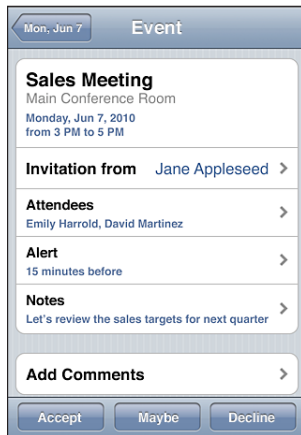 Mon, Jun 7
Event
Sales Meeting
Main Conference Room
Monday, Jun 7, 2010
from 3 PM to 5 PM
Invitation from Jane Appleseed
Attendees
Emily Harrold, David Martinez
Alert
15 minutes before
Notes
Let's review the sales targets for next quarter
Add Comments
Accept Maybe Decline